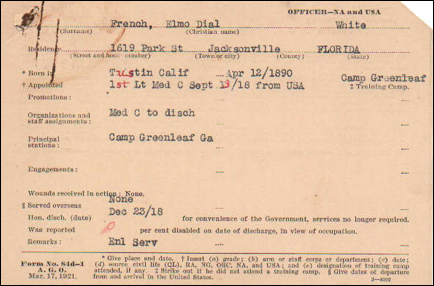 OFFICER—NA and USA
French, Elmo Dial White
(Surname) (Christian name)
Residence: 1619 Park St Jacksonville FLORIDA
(Street and house number) (Town or city) (County) (State)
* Born in Tustin Calif Apr 12/1890 Camp Greenleaf
† Appointed 1st Lt Med C Sept 13/18 from USA ‡ Training Camp.
Promotions:
Organizations and
staff assignments: Med C to disch
Principal
stations: Camp Greenleaf Ga
Engagements:
Wounds received in action: None.
§ Served overseas None
Hon. disch. (date) Dec 23/18 for convenience of the Government, services no longer required.
Was reported 0 per cent disabled on date of discharge, in view of occupation.
Remarks: Enl Serv
Form No. 84d-1
A. G. O.
Mar. 17, 1921.
* Give place and date. † Insert (a) grade; (b) arm or staff corps or department; (c) date;
(d) source civil life (CL), RA, NG, ORC, NA, and USA; and (e) designation of training camp
attended, if any. ‡ Strike out if he did not attend a training camp. § Give dates of departure
from and arrival in the United States.